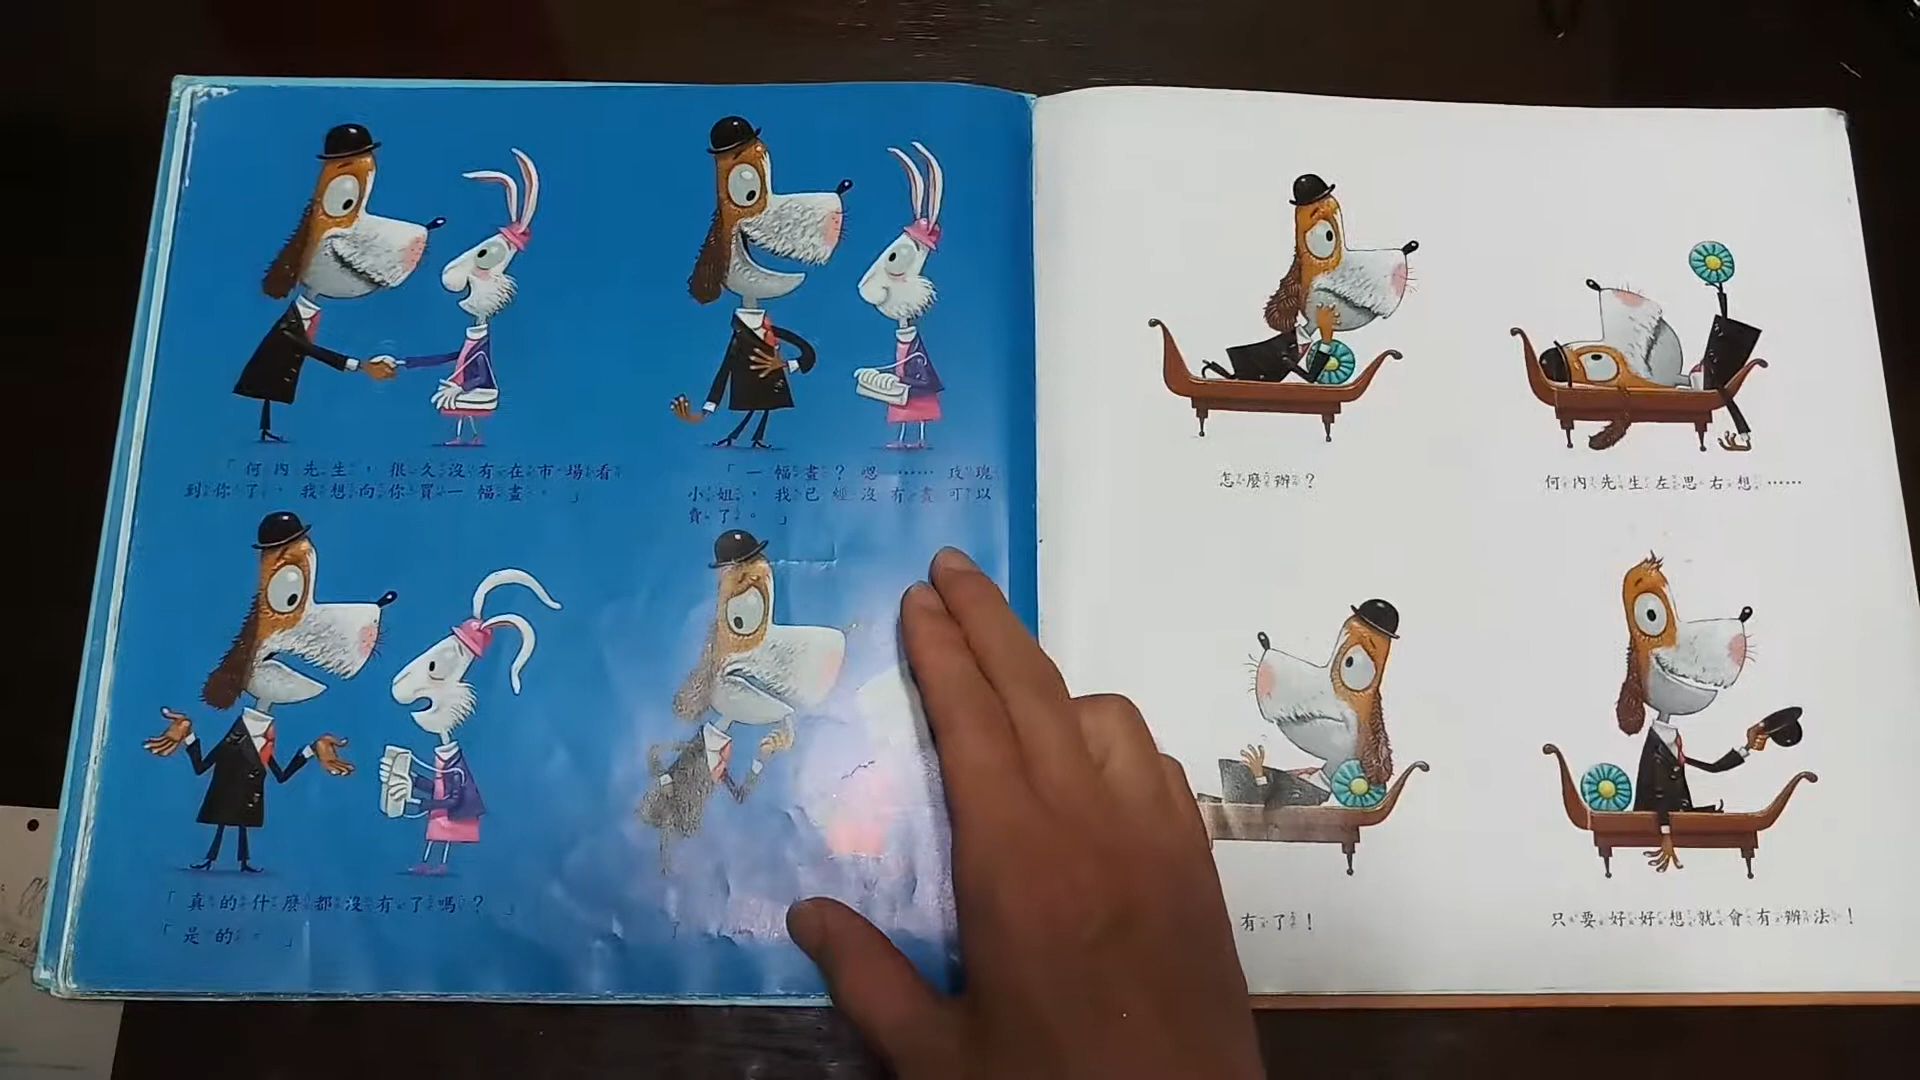 「何內先生,很久沒有在市場看
到你了,我想向你買一幅畫。」
「一幅畫?嗯……玫瑰
小姐,我已經沒有畫可以
賣了。」
「真的什麼都沒有了嗎?」
「是的。」
了
怎麼辦?
何內先生左思右想……
有了!
只要好好想就會有辦法!